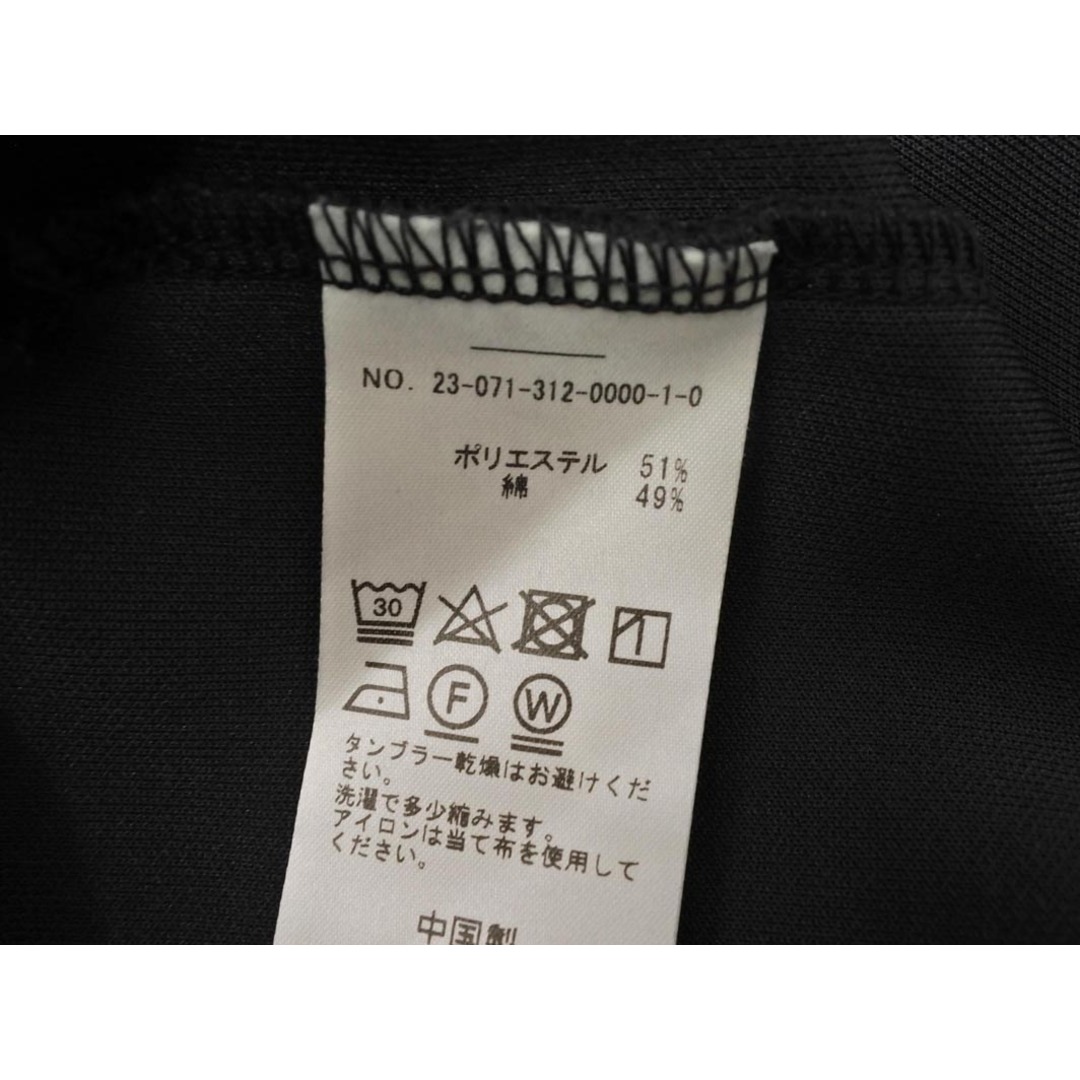 NO. 23-071-312-0000-1-0
ポリエステル 51%
綿 49%
30
F W
タンブラー乾燥はお避けくだ
さい。
洗濯で多少縮みます。
アイロンは当て布を使用して
ください。
中国製